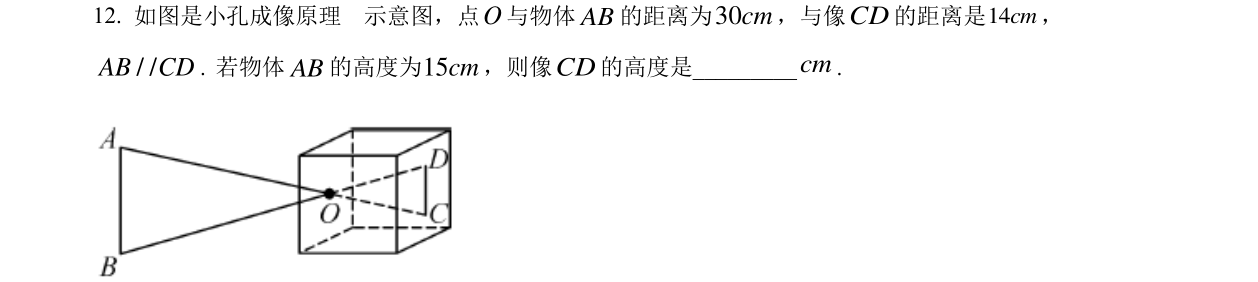 12. 如图是小孔成像原理 示意图，点O与物体AB的距离为30cm，与像CD的距离是14cm，
AB//CD. 若物体AB的高度为15cm，则像CD的高度是_________cm.
A
D
O
C
B